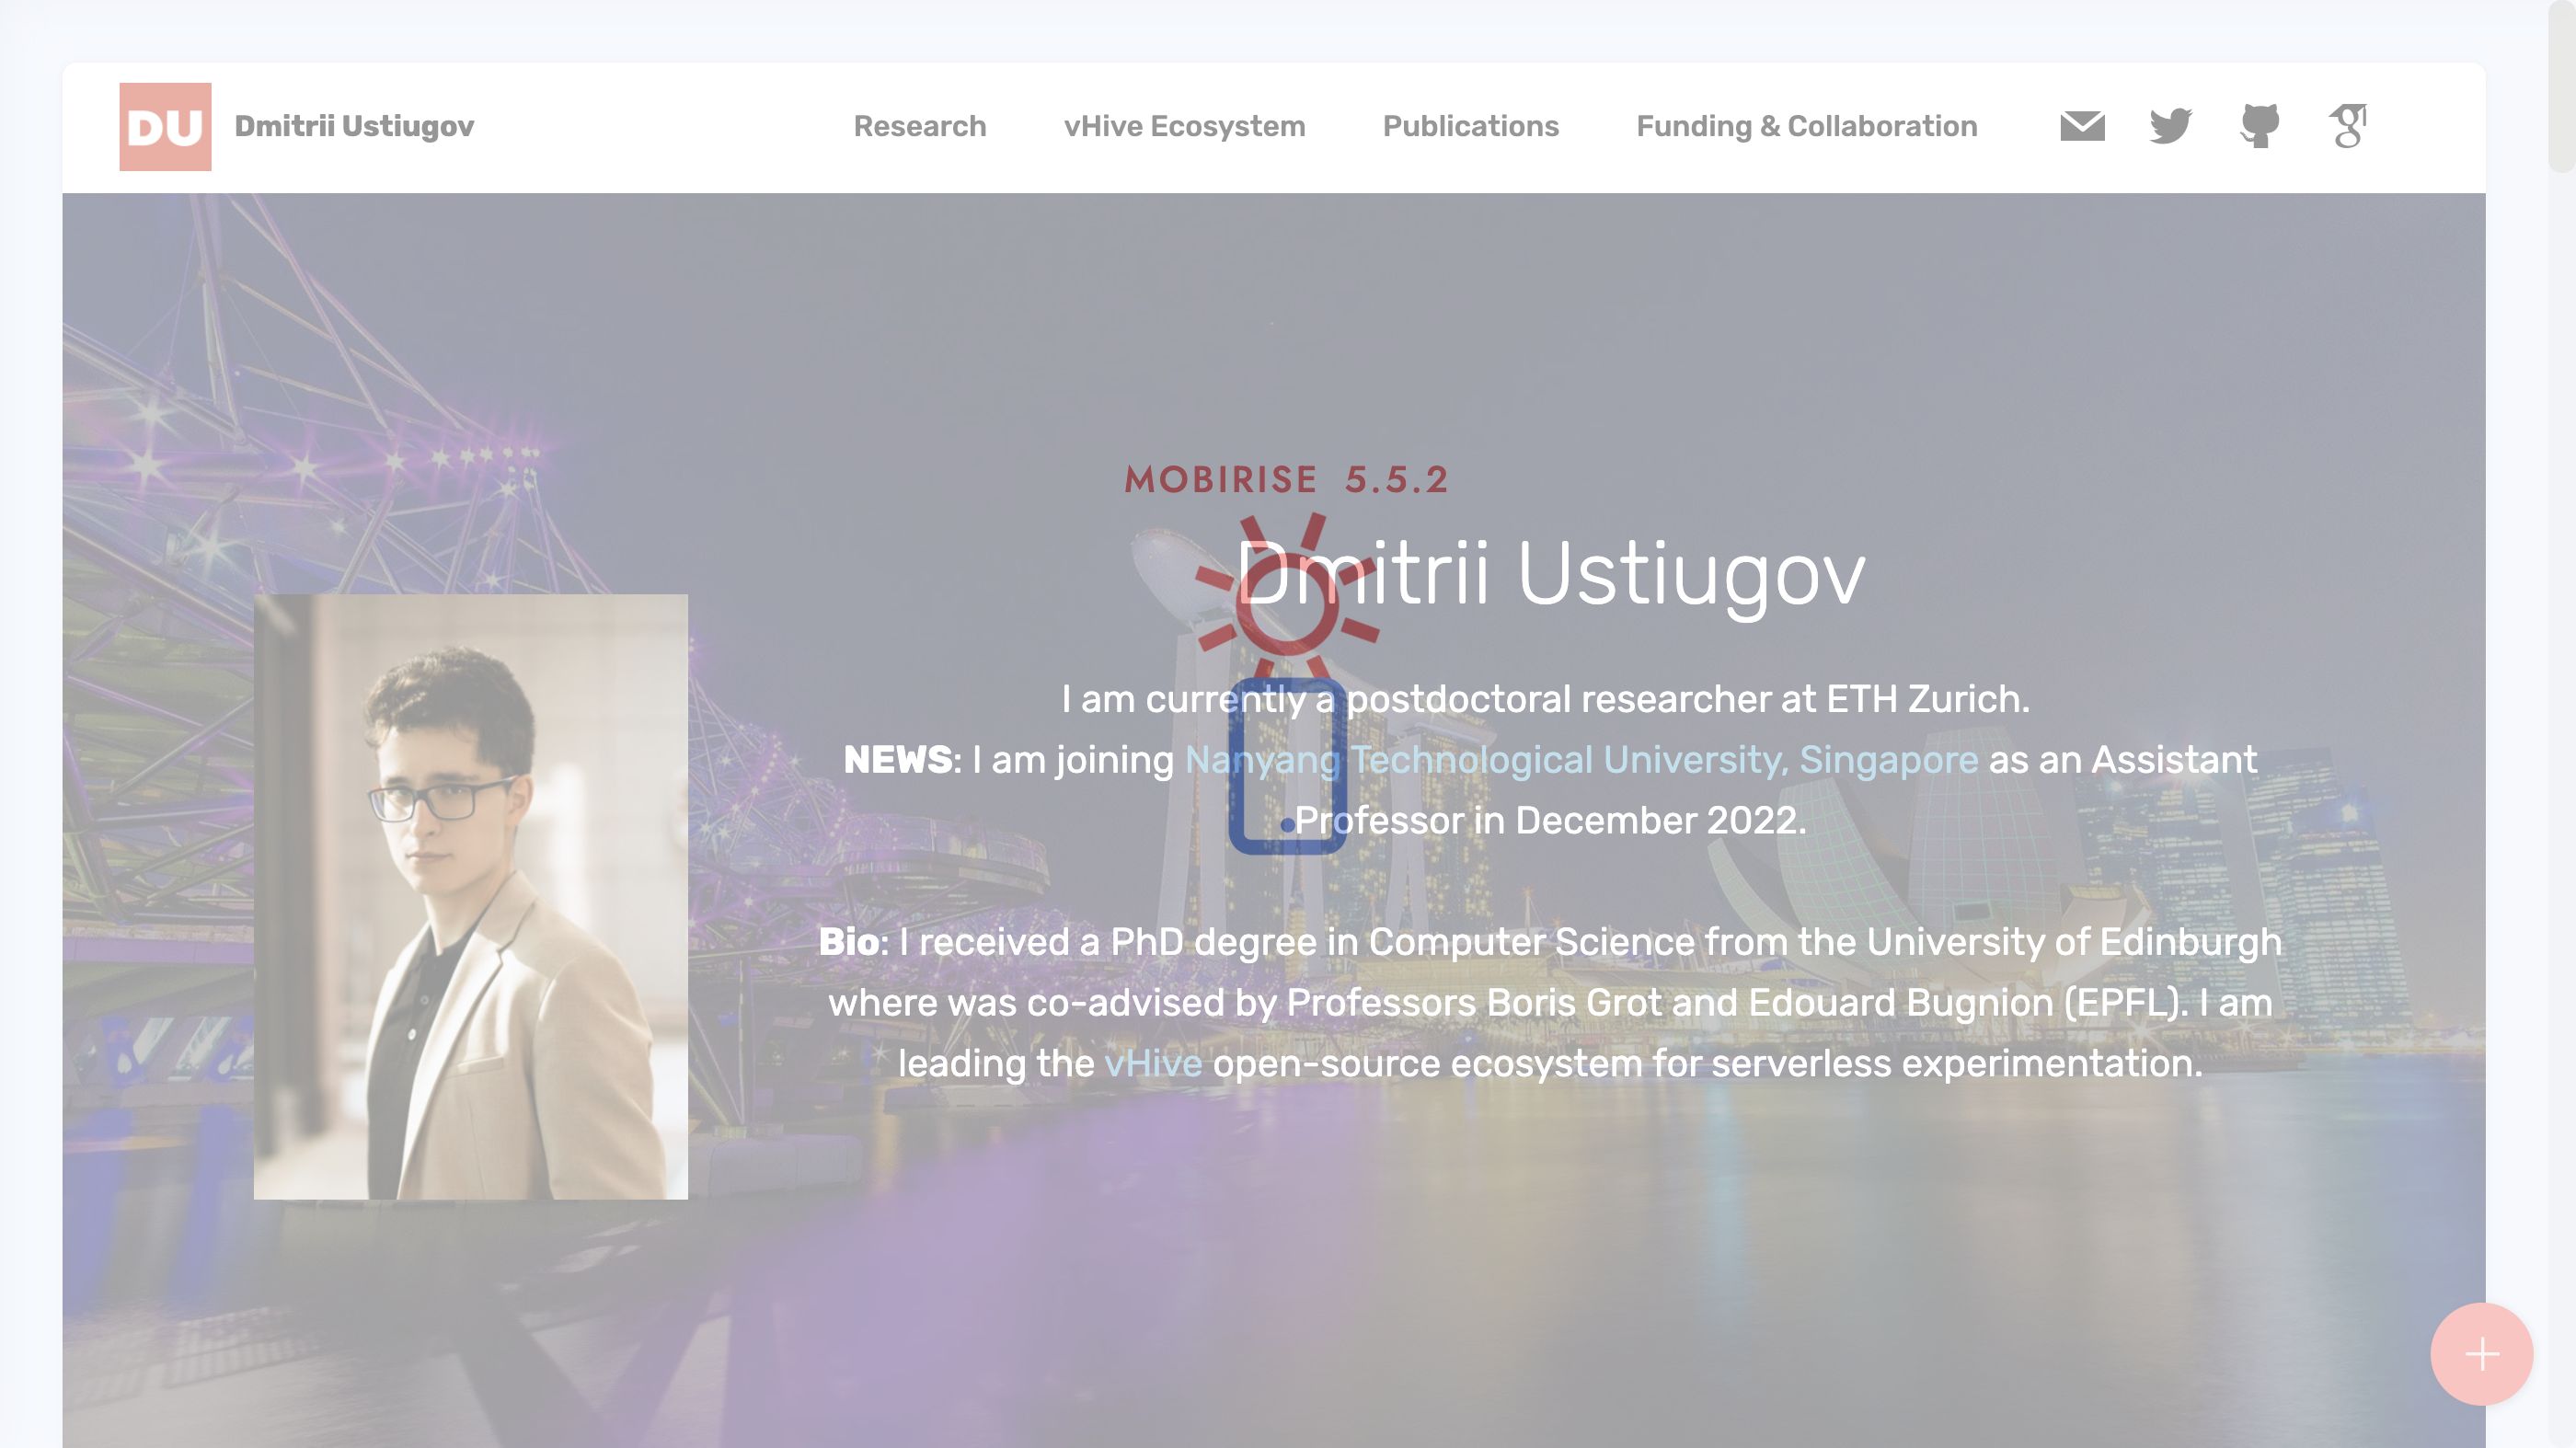 DU Dmitrii Ustiugov Research vHive Ecosystem Publications Funding & Collaboration
MOBIRISE 5.5.2
Dmitrii Ustiugov
I am currently a postdoctoral researcher at ETH Zurich.
NEWS: I am joining Nanyang Technological University, Singapore as an Assistant
Professor in December 2022.
Bio: I received a PhD degree in Computer Science from the University of Edinburgh
where was co-advised by Professors Boris Grot and Edouard Bugnion (EPFL). I am
leading the vHive open-source ecosystem for serverless experimentation.